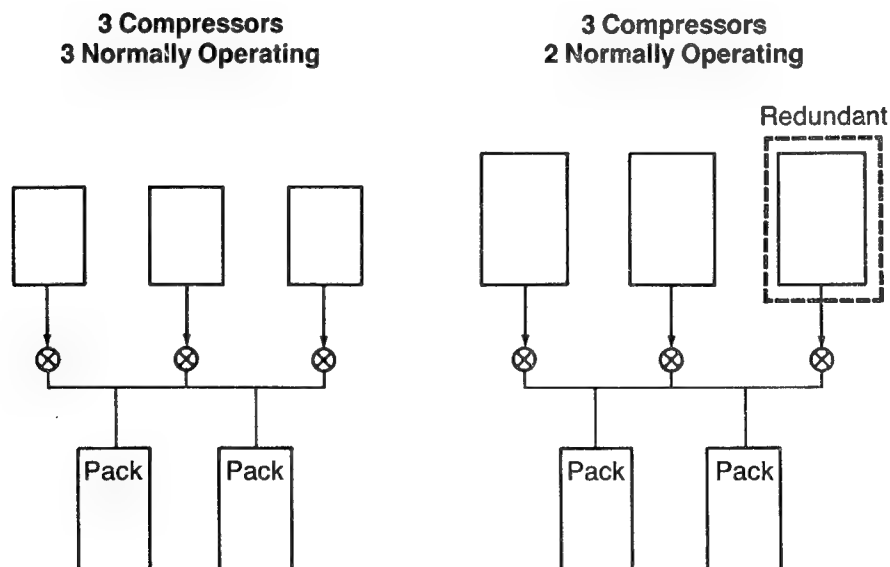 3 Compressors
3 Normally Operating
3 Compressors
2 Normally Operating
Redundant
Pack
Pack
Pack
Pack